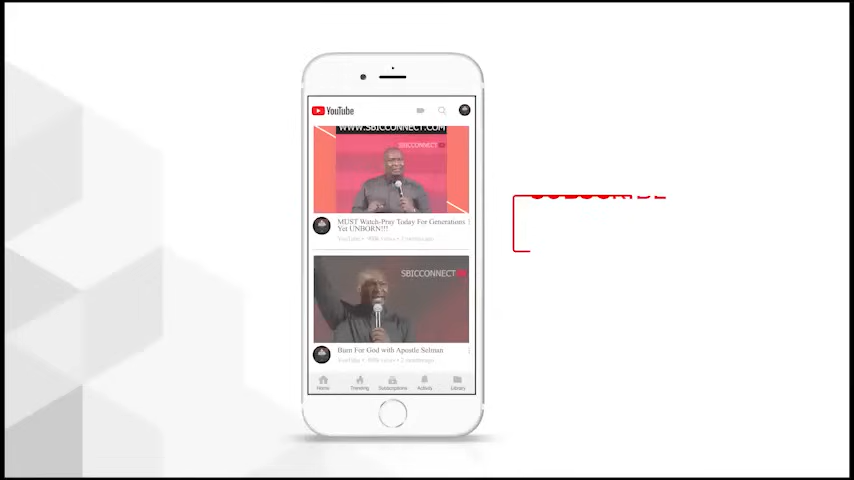 YouTube
WWW.SBICCONNECT.COM
SBICCONNECT
MUST Watch-Pray Today For Generations
Yet UNBORN!!!
SUBSCRIBE
SBICCONNECT
Burn For God with Apostle Selman
Home Trending Subscriptions Activity Library